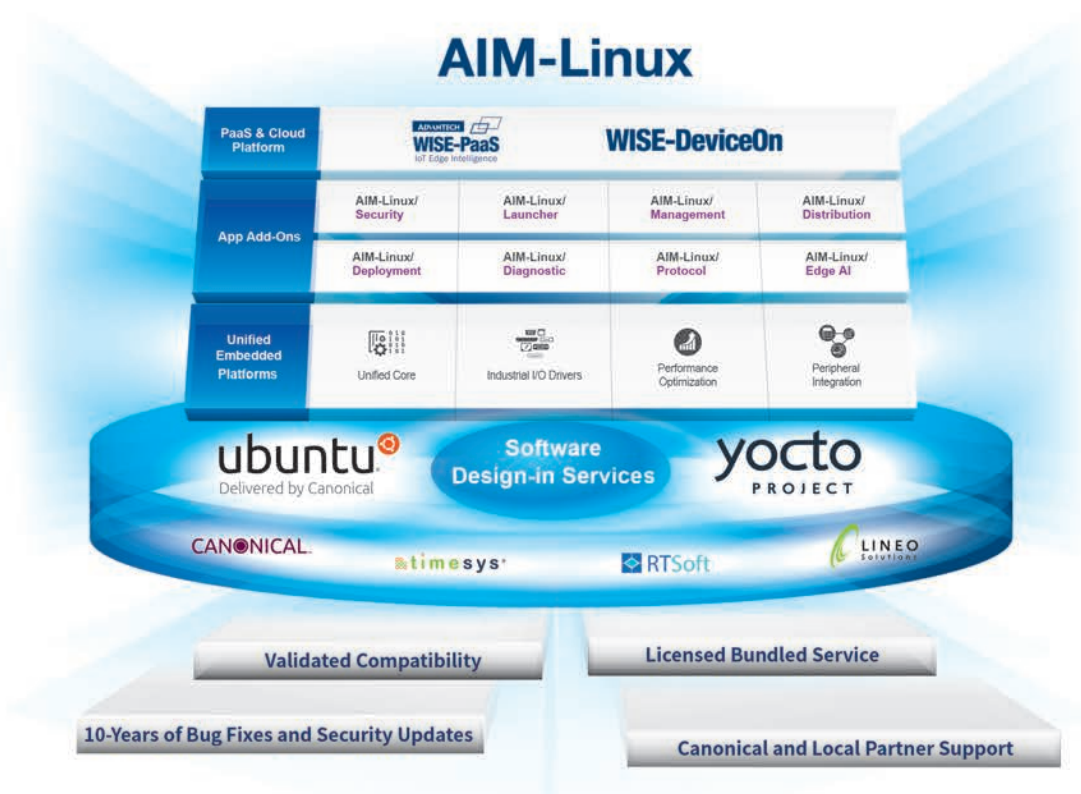 AIM-Linux
PaaS & Cloud
Platform
ADVANTECH
WISE-PaaS
IoT Edge Intelligence
WISE-DeviceOn
App Add-Ons
AIM-Linux/
Security
AIM-Linux/
Launcher
AIM-Linux/
Management
AIM-Linux/
Distribution
AIM-Linux/
Deployment
AIM-Linux/
Diagnostic
AIM-Linux/
Protocol
AIM-Linux/
Edge AI
Unified
Embedded
Platforms
Unified Core
Industrial I/O Drivers
Performance
Optimization
Peripheral
Integration
ubuntu
Delivered by Canonical
Software
Design-in Services
yocto
PROJECT
CANONICAL
timesys
RTSoft
LINEO
Solutions
Validated Compatibility
Licensed Bundled Service
10-Years of Bug Fixes and Security Updates
Canonical and Local Partner Support